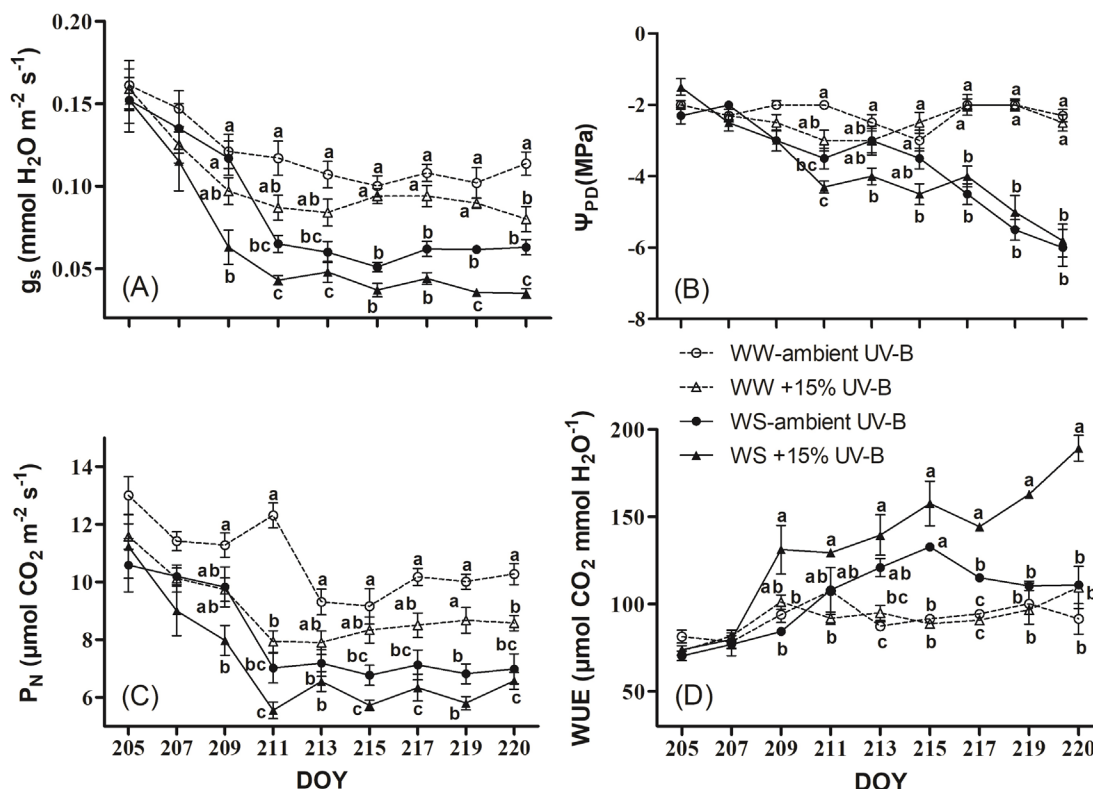 0.20
0.15
0.10
0.05
g_s (mmol H₂O m⁻² s⁻¹)
(A)
a a a a a a
a ab ab ab a a a b
bc bc b b b b
b c c b b c c
0
-2
-4
-6
-8
Ψ_PD (MPa)
(B)
a a a a a
ab ab a a a a
bc ab ab b b b
c b b b b b
WW-ambient UV-B
WW +15% UV-B
WS-ambient UV-B
WS +15% UV-B
14
12
10
8
6
P_N (µmol CO₂ m⁻² s⁻¹)
(C)
a a a a a a a
ab ab b ab ab ab a b
bc b bc bc b bc
b c b c c b c
205 207 209 211 213 215 217 219 220
DOY
200
150
100
50
WUE (µmol CO₂ mmol H₂O⁻¹)
(D)
a a a a a a a
ab b ab ab a b b b
ab bc b c b b
b b c b
205 207 209 211 213 215 217 219 220
DOY